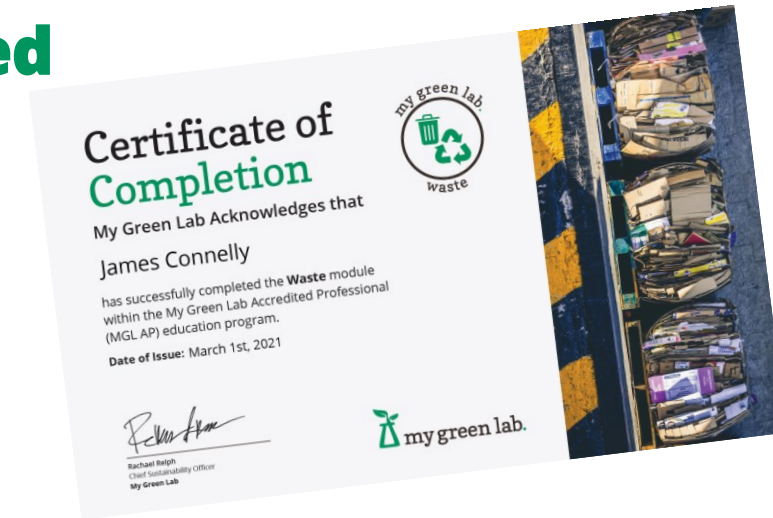 ed
Certificate of
Completion
my green lab.
waste
My Green Lab Acknowledges that
James Connelly
has successfully completed the Waste module
within the My Green Lab Accredited Professional
(MGL AP) education program.
Date of Issue: March 1st, 2021
Rachael Relph
Chief Sustainability Officer
My Green Lab
my green lab.